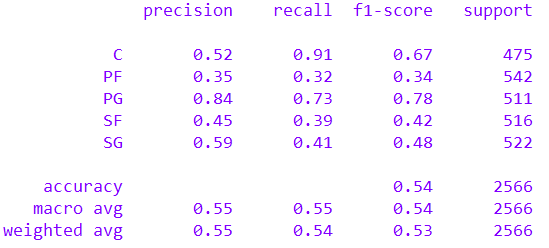 precision recall f1-score support
C 0.52 0.91 0.67 475
PF 0.35 0.32 0.34 542
PG 0.84 0.73 0.78 511
SF 0.45 0.39 0.42 516
SG 0.59 0.41 0.48 522
accuracy 0.54 2566
macro avg 0.55 0.55 0.54 2566
weighted avg 0.55 0.54 0.53 2566